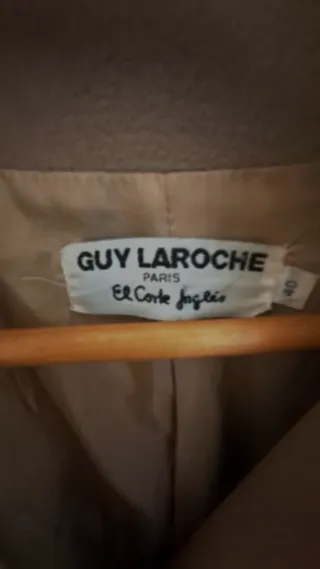 GUY LAROCHE
PARIS
El Corte Inglés
40